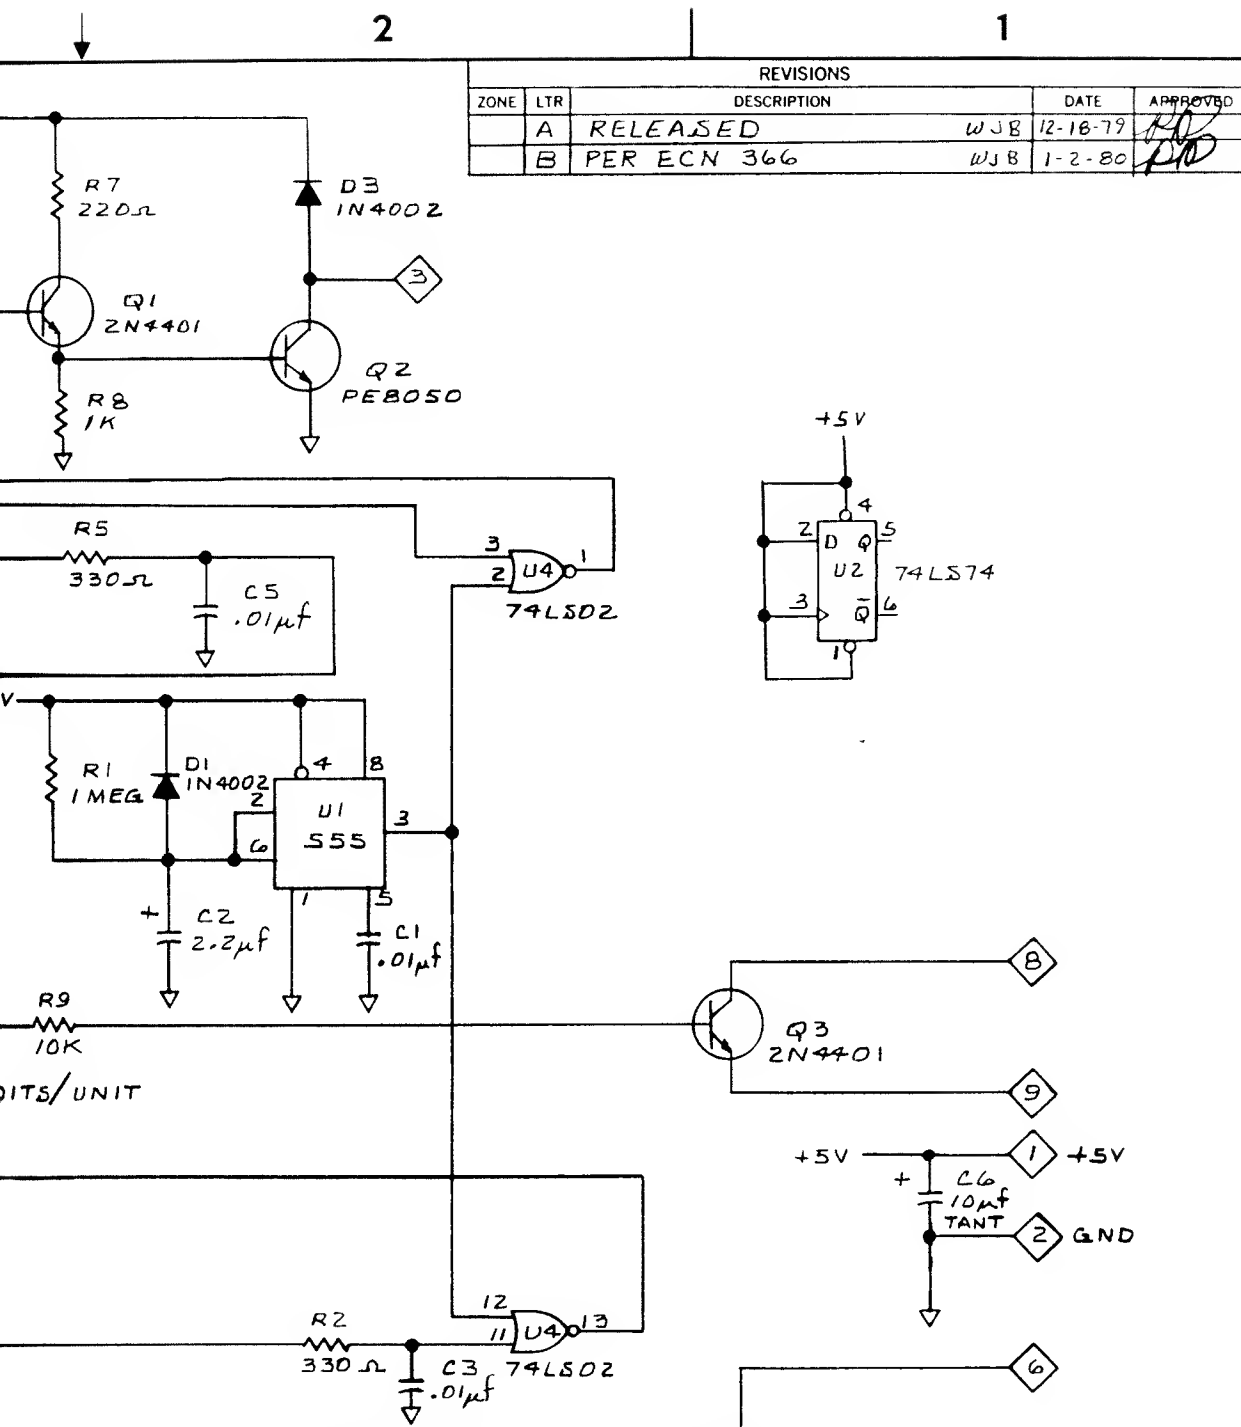 2
1
REVISIONS
ZONE LTR DESCRIPTION DATE APPROVED
A RELEASED WJB 12-18-79
B PER ECN 366 WJB 1-2-80
R7
220Ω
D3
1N4002
3
Q1
2N4401
Q2
PE8050
R8
1K
+5V
4
2 D Q 5
U2 74LS74
3 Q̅ 6
1
R5
330Ω
C5
.01µf
3
2
U4 1
74LS02
V
R1
1 MEG
D1
1N4002
4 8
2
U1
555
3
6
1 5
+ C2
2.2µf
C1
.01µf
R9
10K
DITS/UNIT
8
Q3
2N4401
9
+5V 1 +5V
+ C6
10µf
TANT
2 GND
12
11
U4 13
74LS02
R2
330Ω
C3
.01µf
6